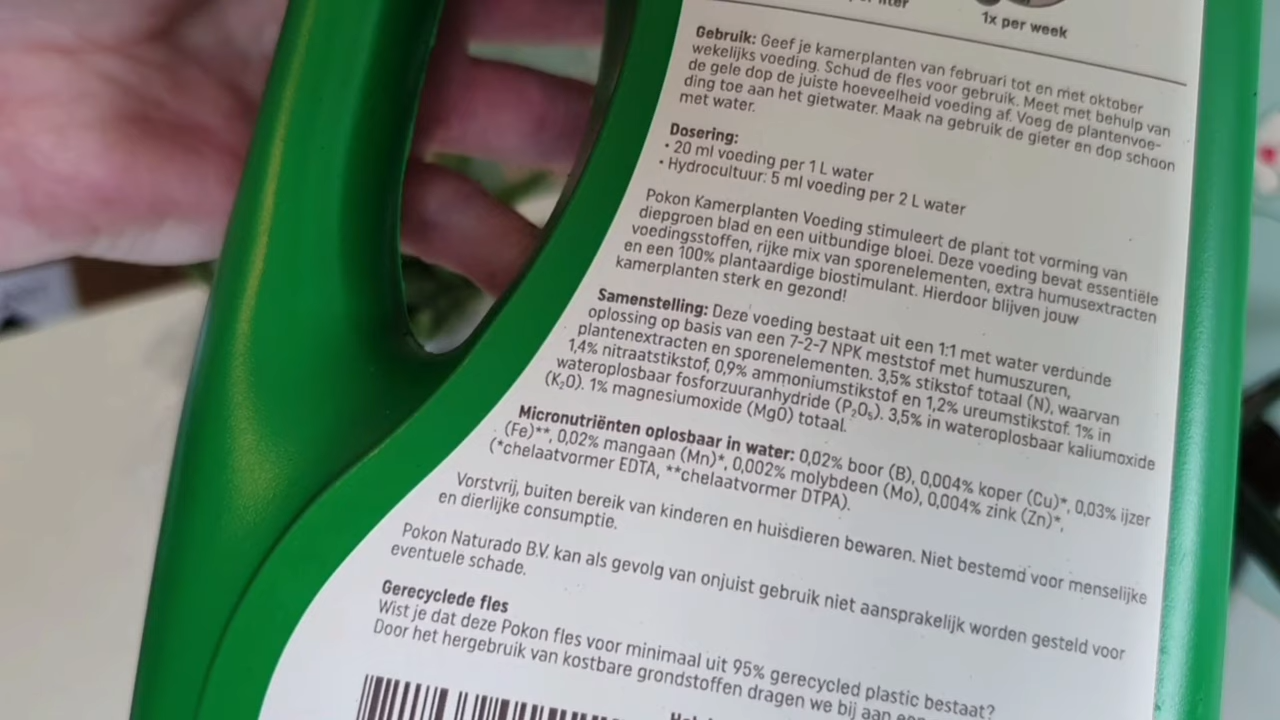 liter
1x per week
Gebruik: Geef je kamerplanten van februari tot en met oktober
wekelijks voeding. Schud de fles voor gebruik. Meet met behulp van
de gele dop de juiste hoeveelheid voeding af. Voeg de plantenvoe-
ding toe aan het gietwater. Maak na gebruik de gieter en dop schoon
met water.
Dosering:
• 20 ml voeding per 1 L water
• Hydrocultuur: 5 ml voeding per 2 L water
Pokon Kamerplanten Voeding stimuleert de plant tot vorming van
diepgroen blad en een uitbundige bloei. Deze voeding bevat essentiële
voedingsstoffen, rijke mix van sporenelementen, extra humusextracten
en een 100% plantaardige biostimulant. Hierdoor blijven jouw
kamerplanten sterk en gezond!
Samenstelling: Deze voeding bestaat uit een 1:1 met water verdunde
oplossing op basis van een 7-2-7 NPK meststof met humuszuren,
plantenextracten en sporenelementen. 3,5% stikstof totaal (N), waarvan
1,4% nitraatstikstof, 0,9% ammoniumstikstof en 1,2% ureumstikstof. 1% in
wateroplosbaar fosforzuuranhydride (P₂O₅). 3,5% in wateroplosbaar kaliumoxide
(K₂O). 1% magnesiumoxide (MgO) totaal.
Micronutriënten oplosbaar in water: 0,02% boor (B), 0,004% koper (Cu)*, 0,03% ijzer
(Fe)**, 0,02% mangaan (Mn)*, 0,002% molybdeen (Mo), 0,004% zink (Zn)*,
(*chelaatvormer EDTA, **chelaatvormer DTPA).
Vorstvrij, buiten bereik van kinderen en huisdieren bewaren. Niet bestemd voor menselijke
en dierlijke consumptie.
Pokon Naturado B.V. kan als gevolg van onjuist gebruik niet aansprakelijk worden gesteld voor
eventuele schade.
Gerecyclede fles
Wist je dat deze Pokon fles voor minimaal uit 95% gerecycled plastic bestaat?
Door het hergebruik van kostbare grondstoffen dragen we bij aan een